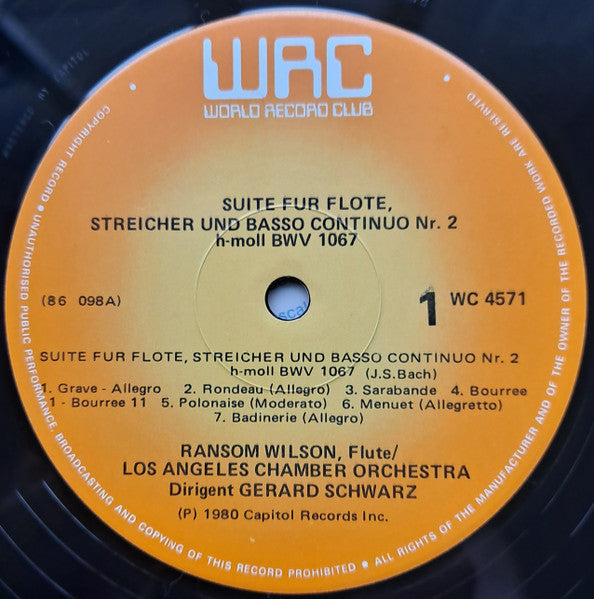 WRC
WORLD RECORD CLUB
SUITE FUR FLOTE,
STREICHER UND BASSO CONTINUO Nr. 2
h-moll BWV 1067
(86 098A)
1
WC 4571
SUITE FUR FLOTE, STREICHER UND BASSO CONTINUO Nr. 2
h-moll BWV 1067 (J.S.Bach)
1. Grave - Allegro 2. Rondeau (Allegro) 3. Sarabande 4. Bourree
1 - Bourree 11 5. Polonaise (Moderato) 6. Menuet (Allegretto)
7. Badinerie (Allegro)
RANSOM WILSON, Flute/
LOS ANGELES CHAMBER ORCHESTRA
Dirigent GERARD SCHWARZ
(P) 1980 Capitol Records Inc.
COPYRIGHT RECORD • UNAUTHORISED PUBLIC PERFORMANCE BROADCASTING AND COPYING OF THIS RECORD PROHIBITED • ALL RIGHTS OF THE MANUFACTURER AND OF THE OWNER OF THE RECORDED WORK ARE RESERVED
MASTERED BY CAPITOL